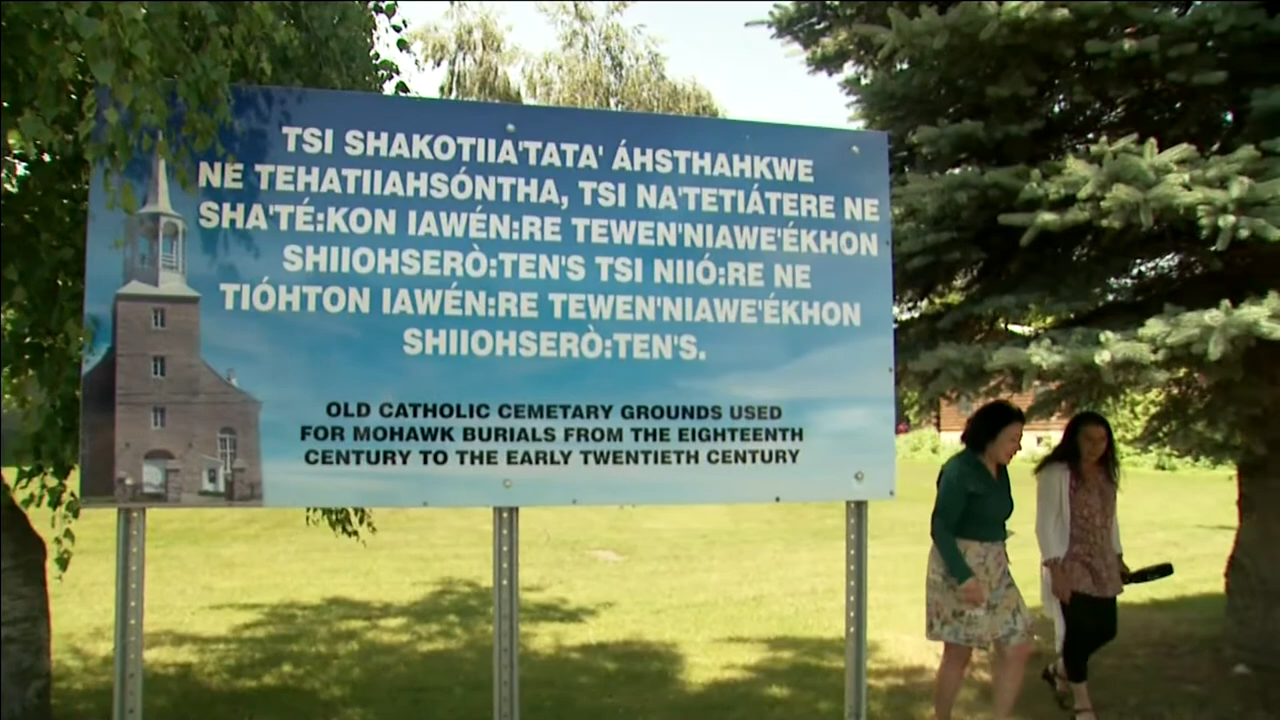 TSI SHAKOTIIA'TATA' ÁHSTHAHKWE
NE TEHATIIAHSÓNTHA, TSI NA'TETIÁTERE NE
SHA'TÉ:KON IAWÉN:RE TEWEN'NIAWE'ÉKHON
SHIIOHSERÒ:TEN'S TSI NIIÓ:RE NE
TIÓHTON IAWÉN:RE TEWEN'NIAWE'ÉKHON
SHIIOHSERÒ:TEN'S.
OLD CATHOLIC CEMETARY GROUNDS USED
FOR MOHAWK BURIALS FROM THE EIGHTEENTH
CENTURY TO THE EARLY TWENTIETH CENTURY